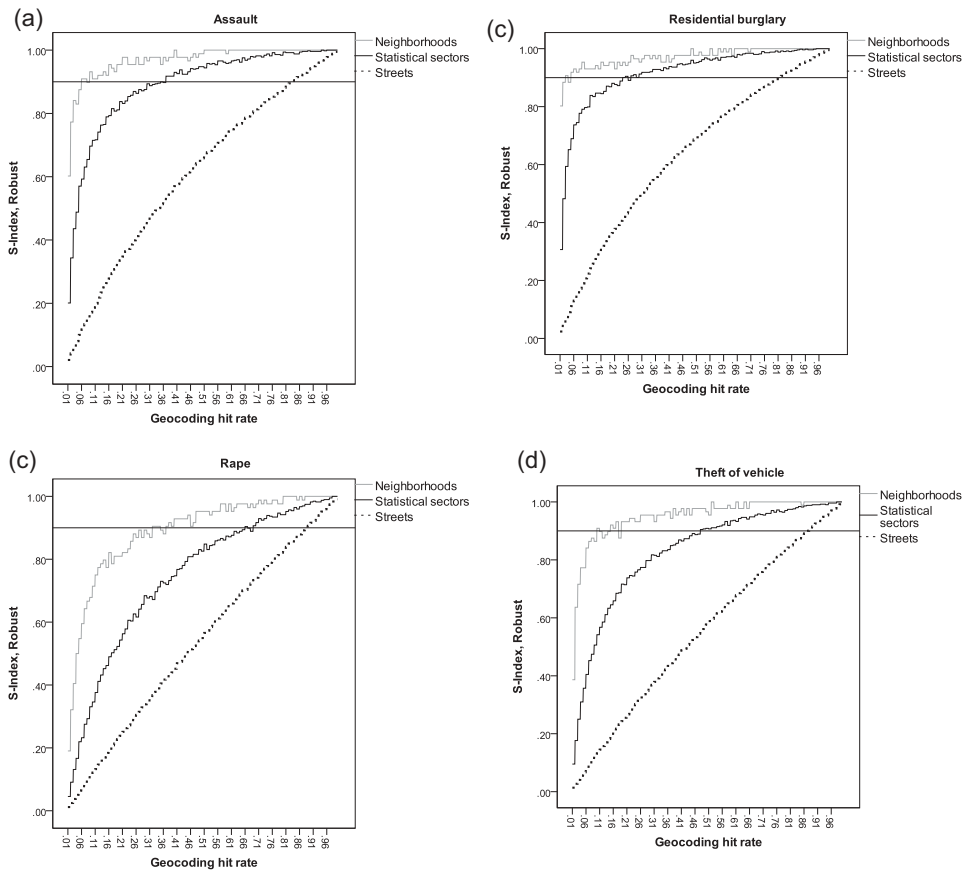 (a)
Assault
1.00
.80
.60
.40
.20
.00
S-Index, Robust
.01 .06 .11 .16 .21 .26 .31 .36 .41 .46 .51 .56 .61 .66 .71 .76 .81 .86 .91 .96
Geocoding hit rate
Neighborhoods
Statistical sectors
Streets
(c)
Residential burglary
1.00
.80
.60
.40
.20
.00
S-Index, Robust
.01 .06 .11 .16 .21 .26 .31 .36 .41 .46 .51 .56 .61 .66 .71 .76 .81 .86 .91 .96
Geocoding hit rate
Neighborhoods
Statistical sectors
Streets
(c)
Rape
1.00
.80
.60
.40
.20
.00
S-Index, Robust
.01 .06 .11 .16 .21 .26 .31 .36 .41 .46 .51 .56 .61 .66 .71 .76 .81 .86 .91 .96
Geocoding hit rate
Neighborhoods
Statistical sectors
Streets
(d)
Theft of vehicle
1.00
.80
.60
.40
.20
.00
S-Index, Robust
.01 .06 .11 .16 .21 .26 .31 .36 .41 .46 .51 .56 .61 .66 .71 .76 .81 .86 .91 .96
Geocoding hit rate
Neighborhoods
Statistical
sectors
Streets